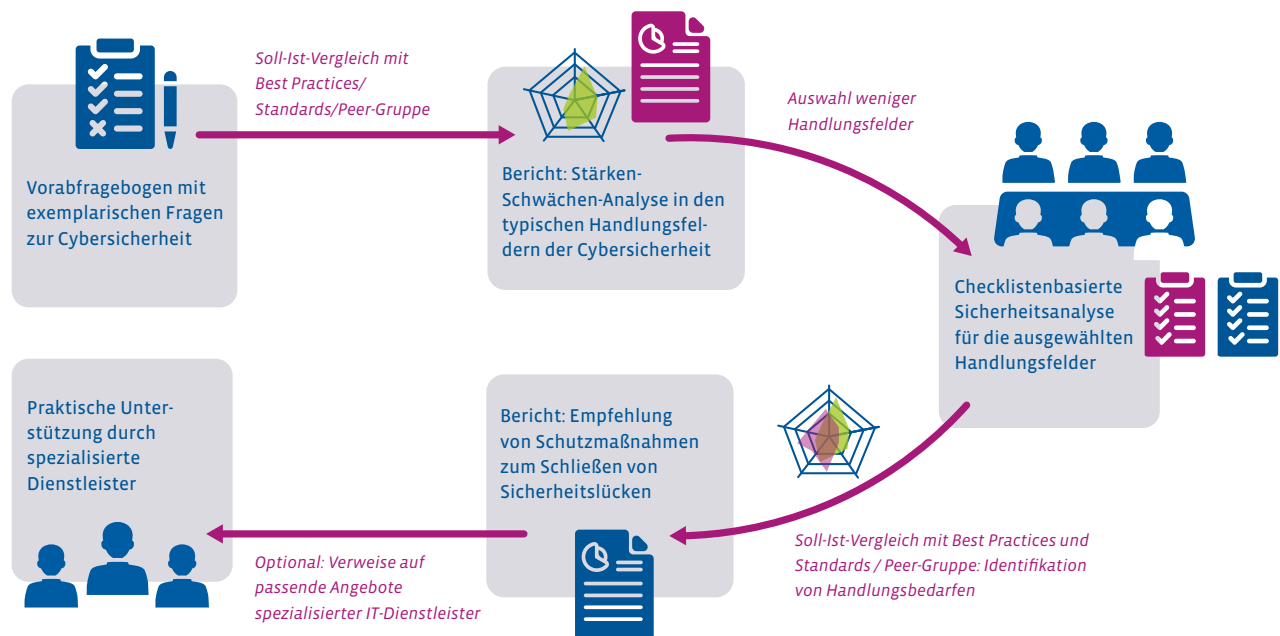 Soll-Ist-Vergleich mit
Best Practices/
Standards/Peer-Gruppe
Vorabfragebogen mit
exemplarischen Fragen
zur Cybersicherheit
Bericht: Stärken-
Schwächen-Analyse in den
typischen Handlungsfel-
dern der Cybersicherheit
Auswahl weniger
Handlungsfelder
Checklistenbasierte
Sicherheitsanalyse
für die ausgewählten
Handlungsfelder
Soll-Ist-Vergleich mit Best Practices und
Standards / Peer-Gruppe: Identifikation
von Handlungsbedarfen
Bericht: Empfehlung
von Schutzmaßnahmen
zum Schließen von
Sicherheitslücken
Optional: Verweise auf
passende Angebote
spezialisierter IT-Dienstleister
Praktische Unter-
stützung durch
spezialisierte
Dienstleister